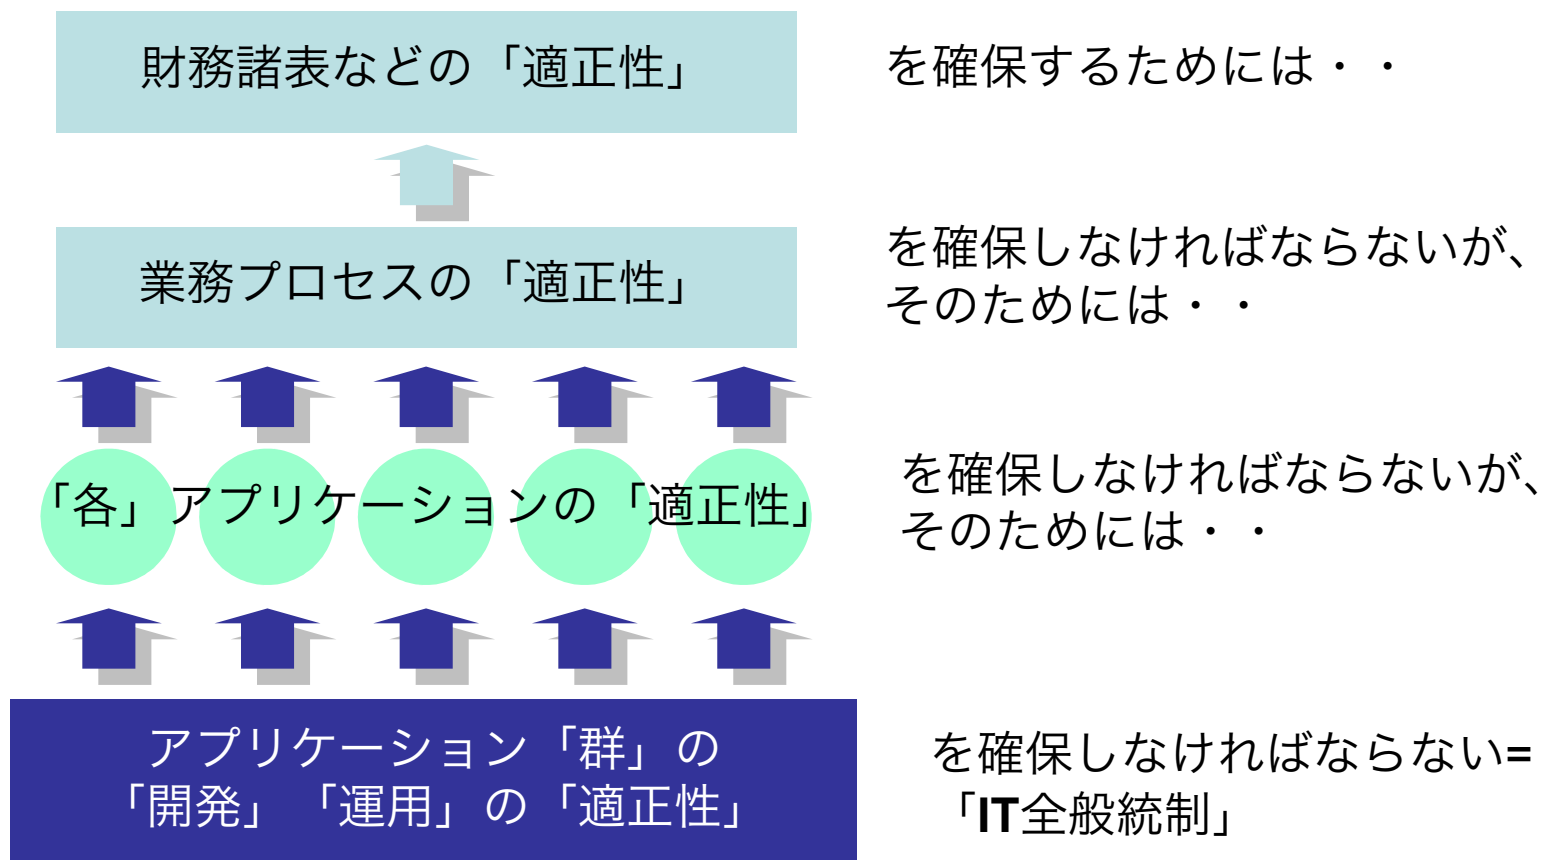 財務諸表などの「適正性」
を確保するためには・・
業務プロセスの「適正性」
を確保しなければならないが、
そのためには・・
「各」アプリケーションの「適正性」
を確保しなければならないが、
そのためには・・
アプリケーション「群」の
「開発」「運用」の「適正性」
を確保しなければならない=
「IT全般統制」